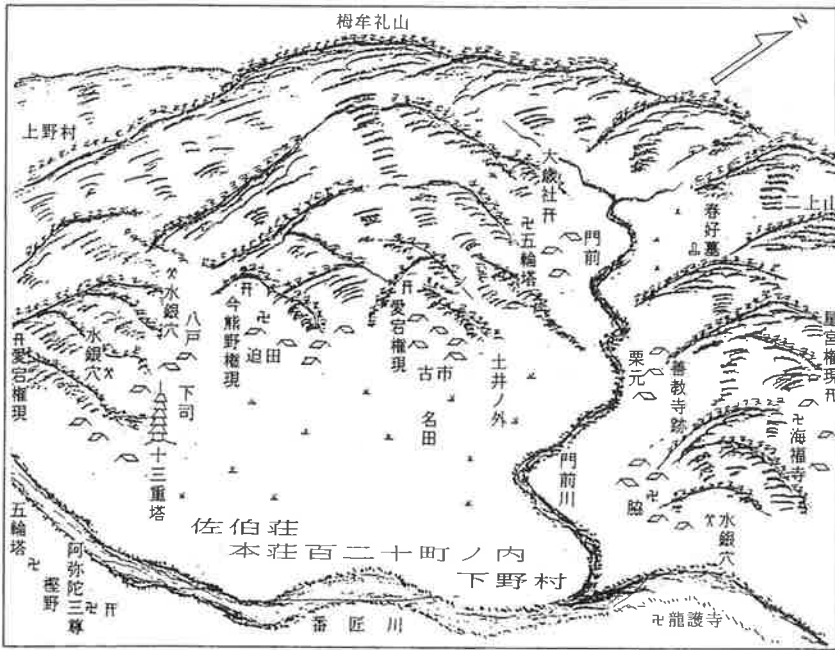 栂牟礼山
N
上野村
大歳社
二上山
五輪塔
門前
春好墓
水銀穴
八戸
今熊野権現
迫田
愛宕権現
古市
名田
土井ノ外
栗元
善教寺跡
星宮権現
海福寺
愛宕権現
水銀穴
下司
十三重塔
門前川
脇
水銀穴
佐伯荘
本荘百二十町ノ内
下野村
五輪塔
樫野
阿弥陀三尊
番匠川
龍護寺